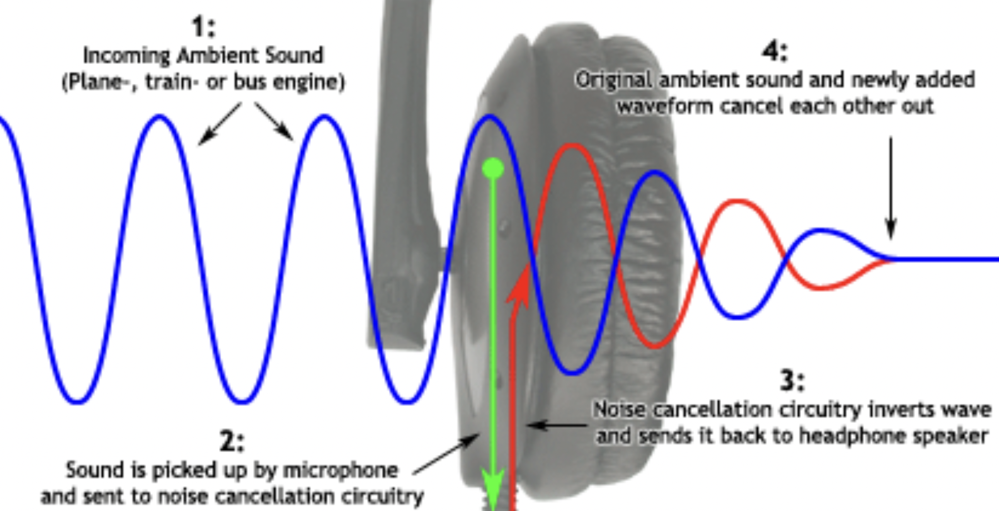 1:
Incoming Ambient Sound
(Plane-, train- or bus engine)
4:
Original ambient sound and newly added
waveform cancel each other out
3:
Noise cancellation circuitry inverts wave
and sends it back to headphone speaker
2:
Sound is picked up by microphone
and sent to noise cancellation circuitry